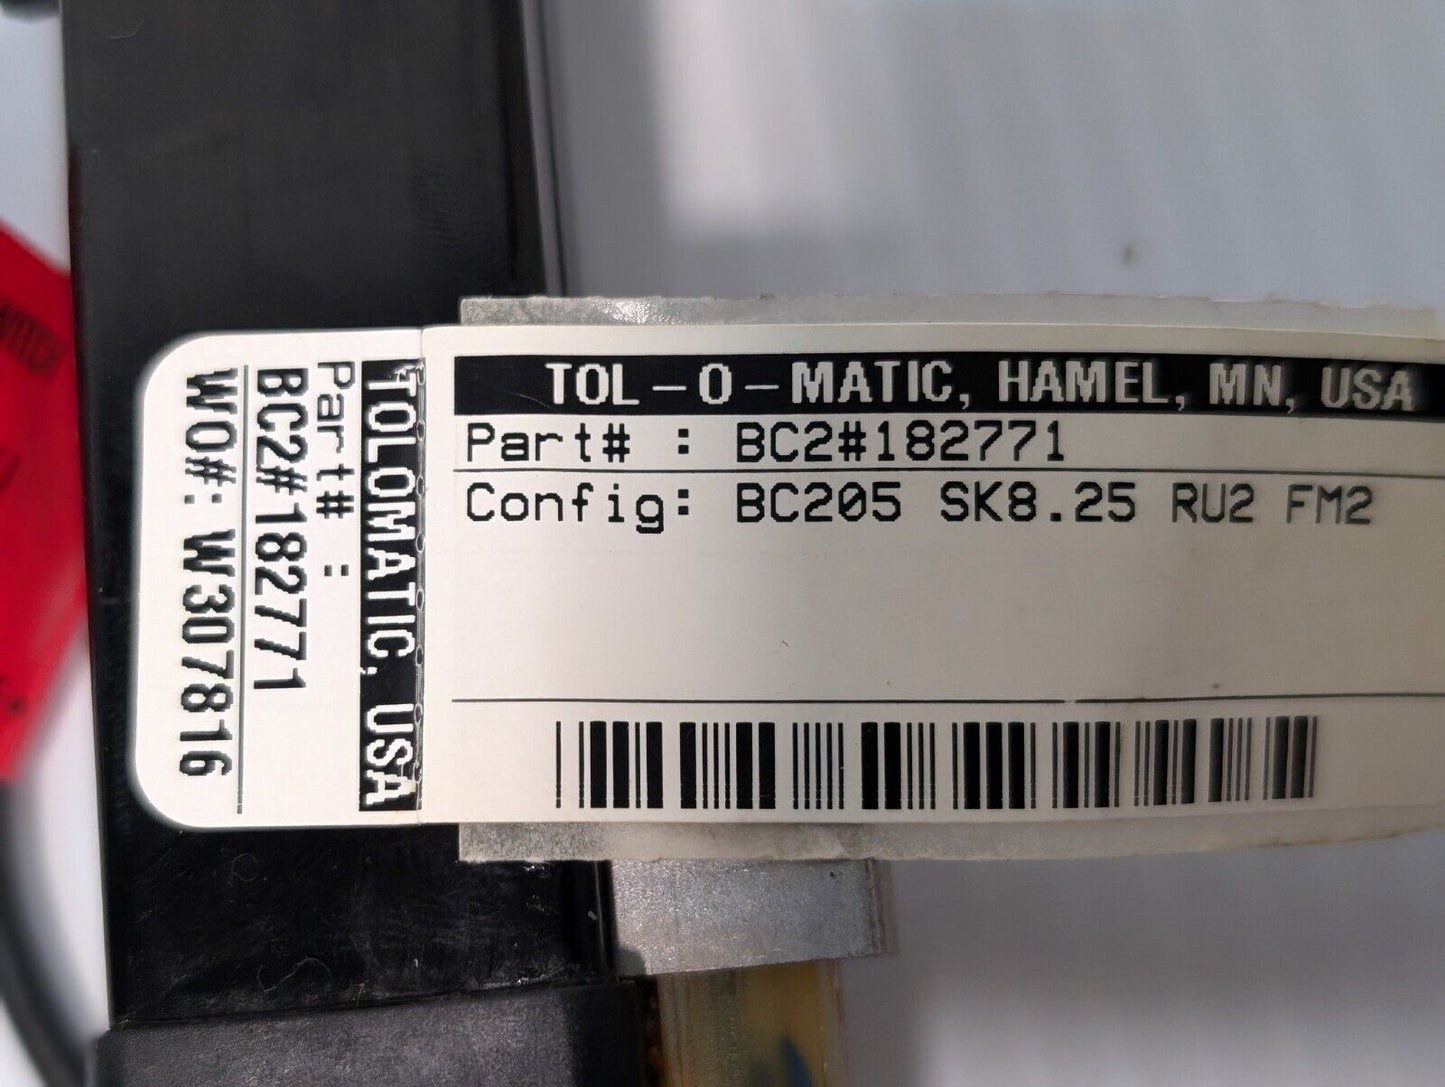 TOL-O-MATIC, HAMEL, MN, USA
Part# : BC2#182771
Config: BC205 SK8.25 RU2 FM2
TOLOMATIC, USA
Part# :
BC2#182771
WO#: W307816